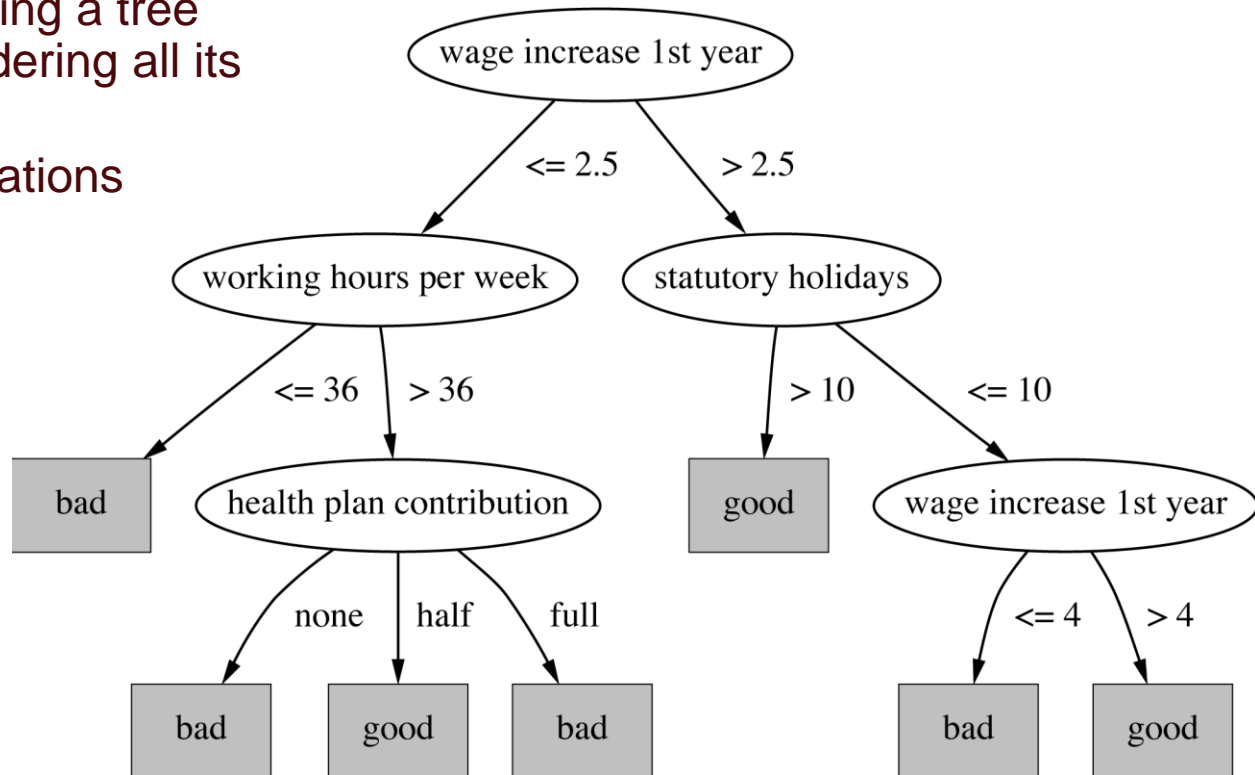 ing a tree
dering all its
ations
wage increase 1st year
<= 2.5
> 2.5
working hours per week
statutory holidays
<= 36
> 36
> 10
<= 10
bad
health plan contribution
good
wage increase 1st year
none
half
full
<= 4
> 4
bad
good
bad
bad
good